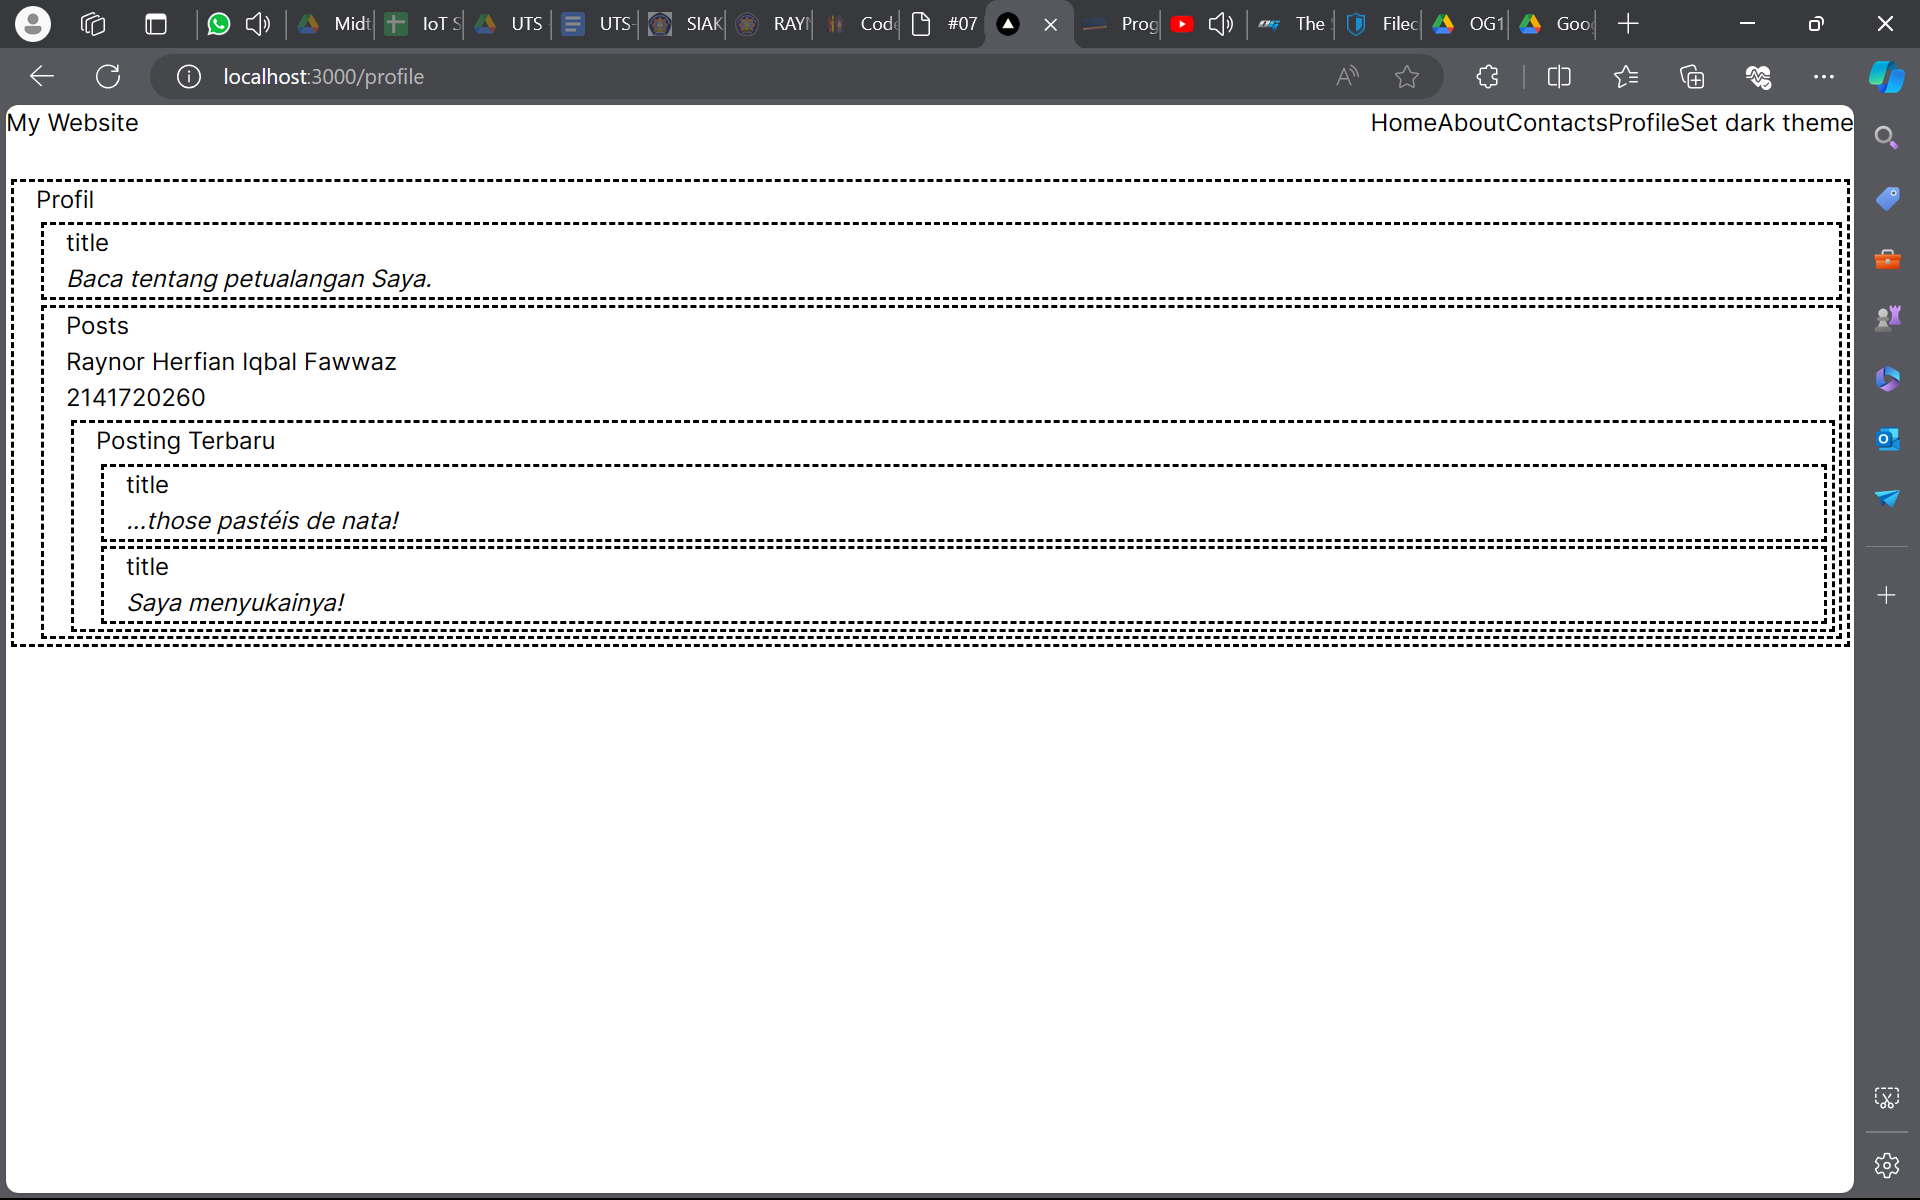 Midt
IoT S
UTS
UTS-
SIAK
RAYN
Code
#07
Prog
The
Filec
OG1
Goo
localhost:3000/profile
My Website
HomeAboutContactsProfileSet dark theme
Profil
title
Baca tentang petualangan Saya.
Posts
Raynor Herfian Iqbal Fawwaz
2141720260
Posting Terbaru
title
...those pastéis de nata!
title
Saya menyukainya!